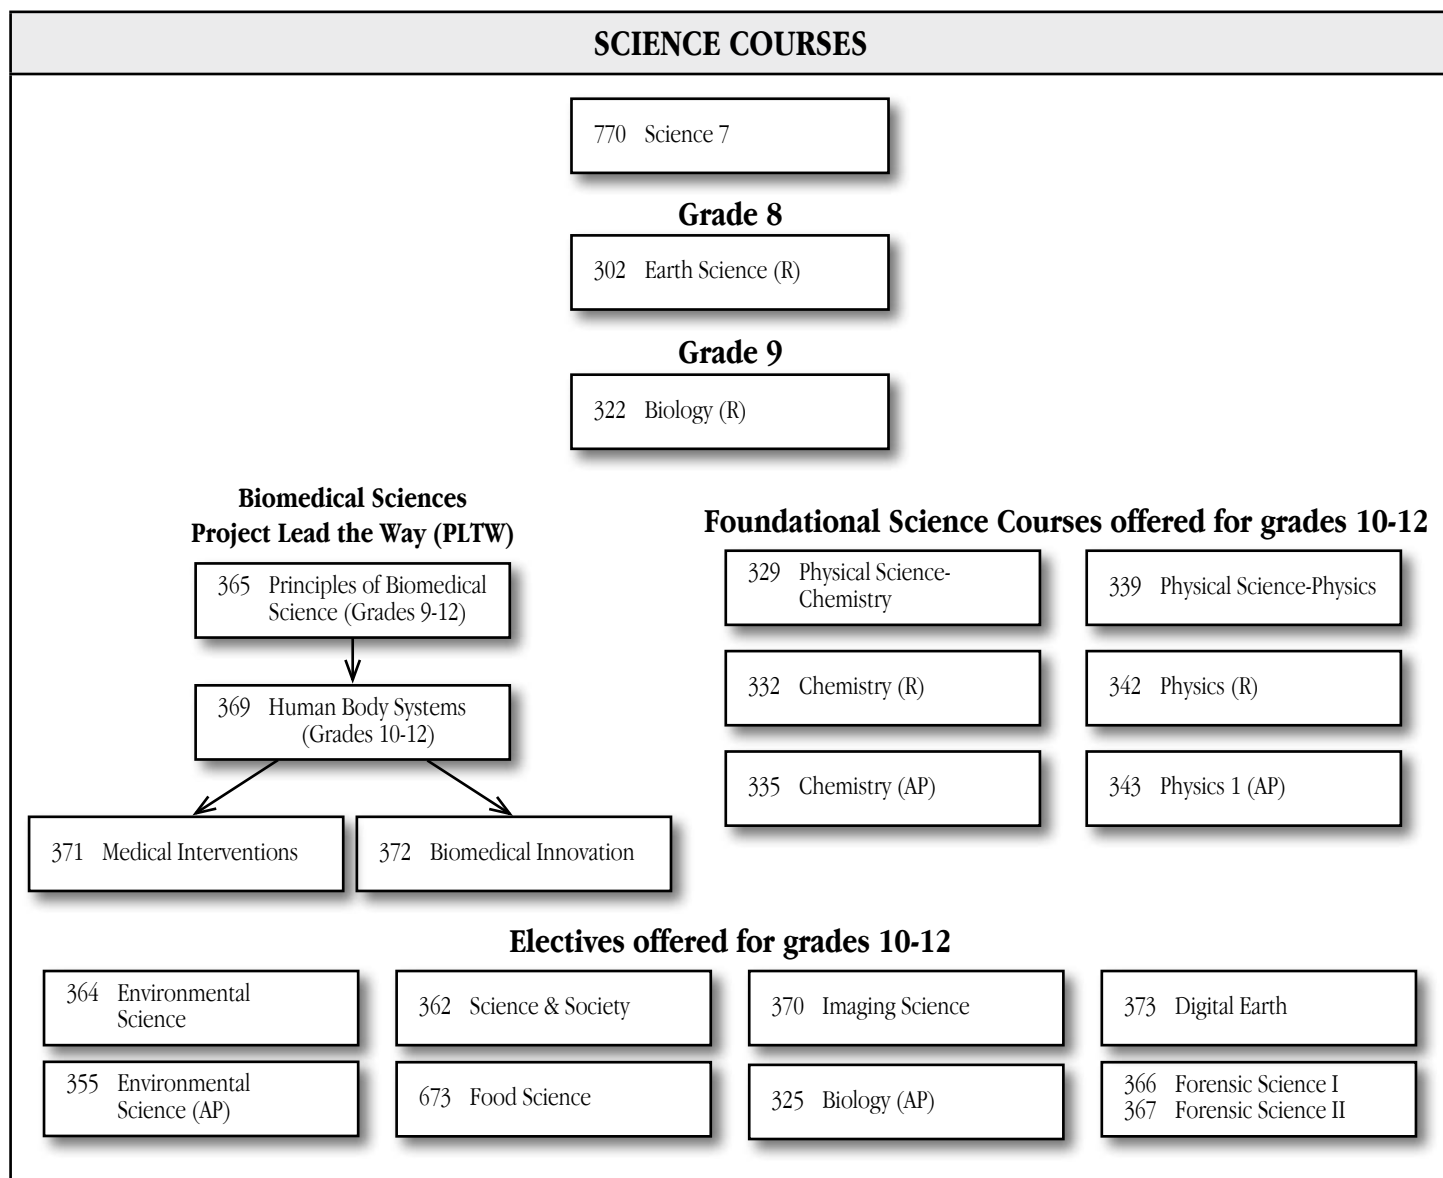 SCIENCE COURSES
770 Science 7
Grade 8
302 Earth Science (R)
Grade 9
322 Biology (R)
Biomedical Sciences
Project Lead the Way (PLTW)
365 Principles of Biomedical
Science (Grades 9-12)
369 Human Body Systems
(Grades 10-12)
371 Medical Interventions
372 Biomedical Innovation
Foundational Science Courses offered for grades 10-12
329 Physical Science-
Chemistry
339 Physical Science-Physics
332 Chemistry (R)
342 Physics (R)
335 Chemistry (AP)
343 Physics 1 (AP)
Electives offered for grades 10-12
364 Environmental
Science
362 Science & Society
370 Imaging Science
373 Digital Earth
355 Environmental
Science (AP)
673 Food Science
325 Biology (AP)
366 Forensic Science I
367 Forensic Science II